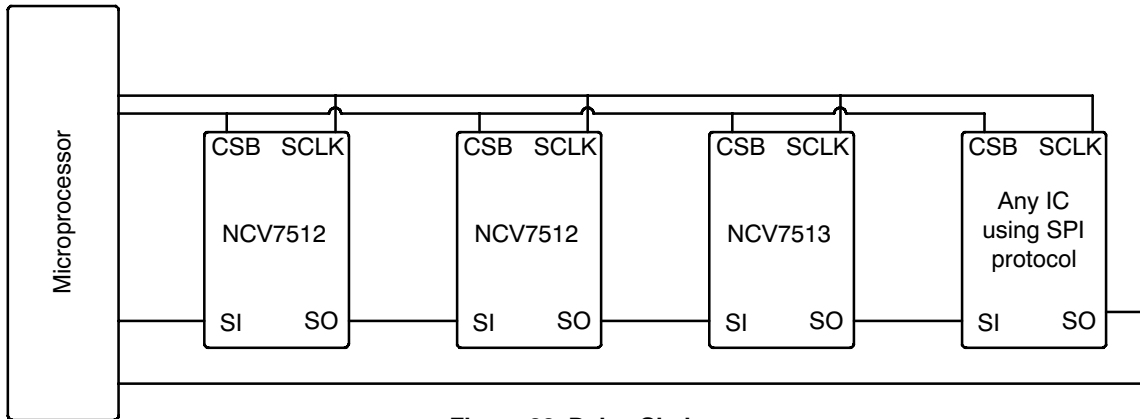 Microprocessor
CSB SCLK
NCV7512
SI SO
CSB SCLK
NCV7512
SI SO
CSB SCLK
NCV7513
SI SO
CSB SCLK
Any IC
using SPI
protocol
SI SO